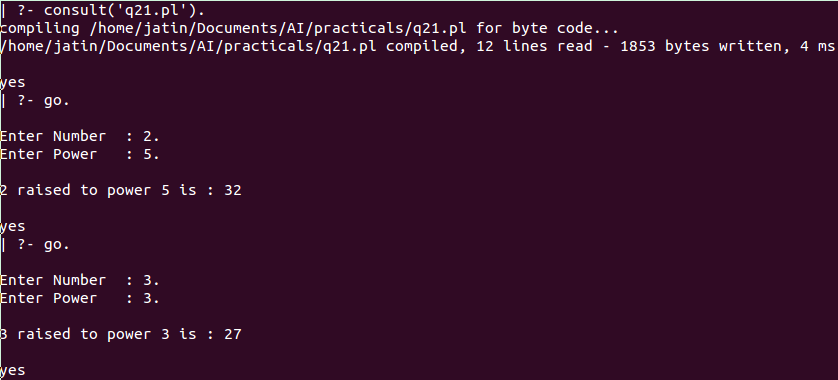 | ?- consult('q21.pl').
compiling /home/jatin/Documents/AI/practicals/q21.pl for byte code...
/home/jatin/Documents/AI/practicals/q21.pl compiled, 12 lines read - 1853 bytes written, 4 ms
yes
| ?- go.
Enter Number  : 2.
Enter Power   : 5.
2 raised to power 5 is : 32
yes
| ?- go.
Enter Number  : 3.
Enter Power   : 3.
3 raised to power 3 is : 27
yes